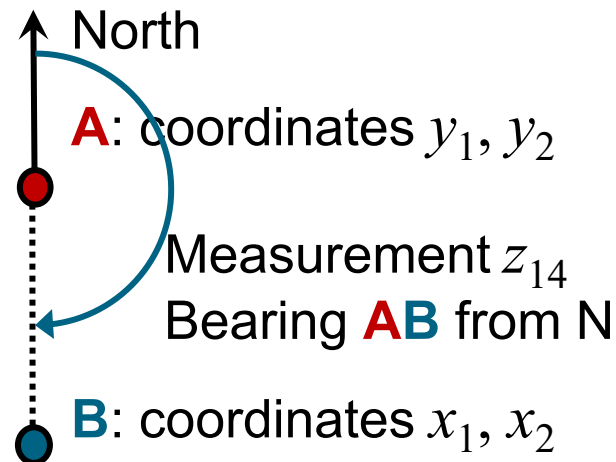 North
A: coordinates y₁, y₂
Measurement z₁₄
Bearing AB from N
B: coordinates x₁, x₂